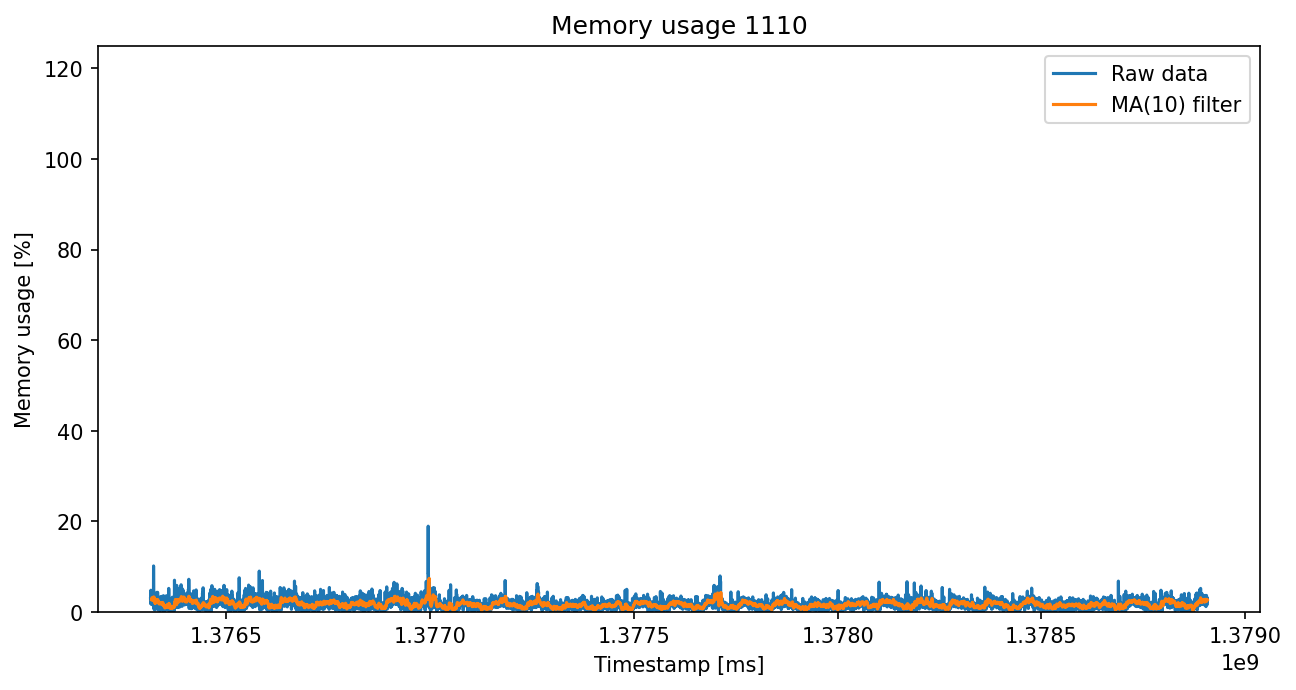 Memory usage 1110
Raw data
MA(10) filter
Memory usage [%]
120
100
80
60
40
20
0
1.3765 1.3770 1.3775 1.3780 1.3785 1.3790
1e9
Timestamp [ms]